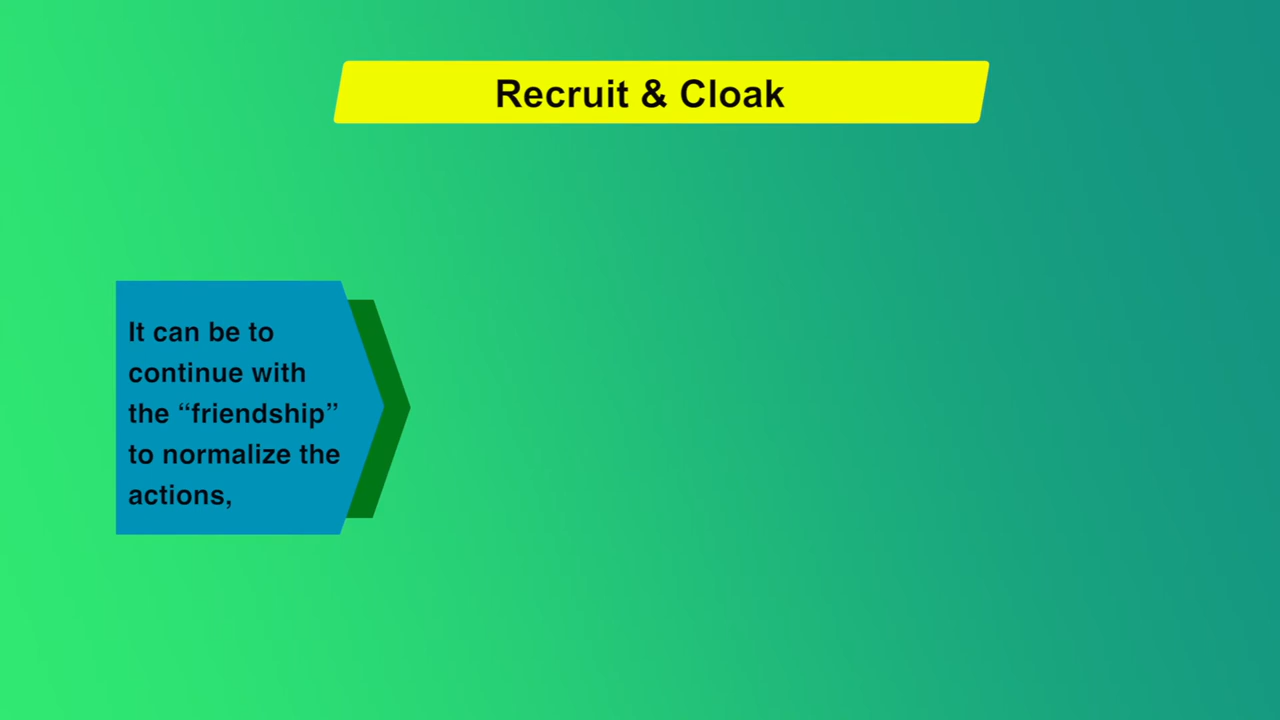 Recruit & Cloak
It can be to
continue with
the “friendship”
to normalize the
actions,